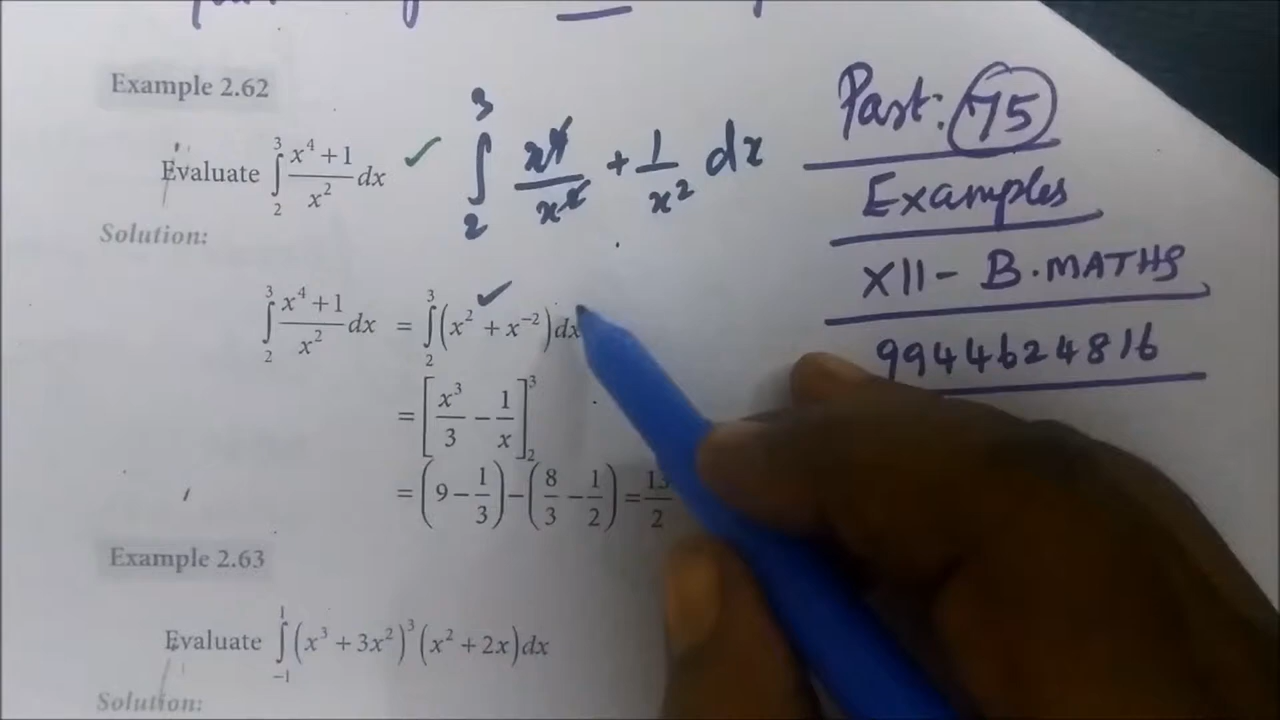 Example 2.62
Evaluate ∫₂³ (x⁴+1)/x² dx ✓ ∫₂³ x⁴/x² + 1/x² dx
Solution:
∫₂³ (x⁴+1)/x² dx = ∫₂³ (x² + x⁻²) dx
= [x³/3 − 1/x]₂³
= (9 − 1/3) − (8/3 − 1/2) = 13/2
Example 2.63
Evaluate ∫₋₁¹ (x³ + 3x²)³ (x² + 2x) dx
Solution:
Part: 75
Examples
XII - B.MATHS
9944624816